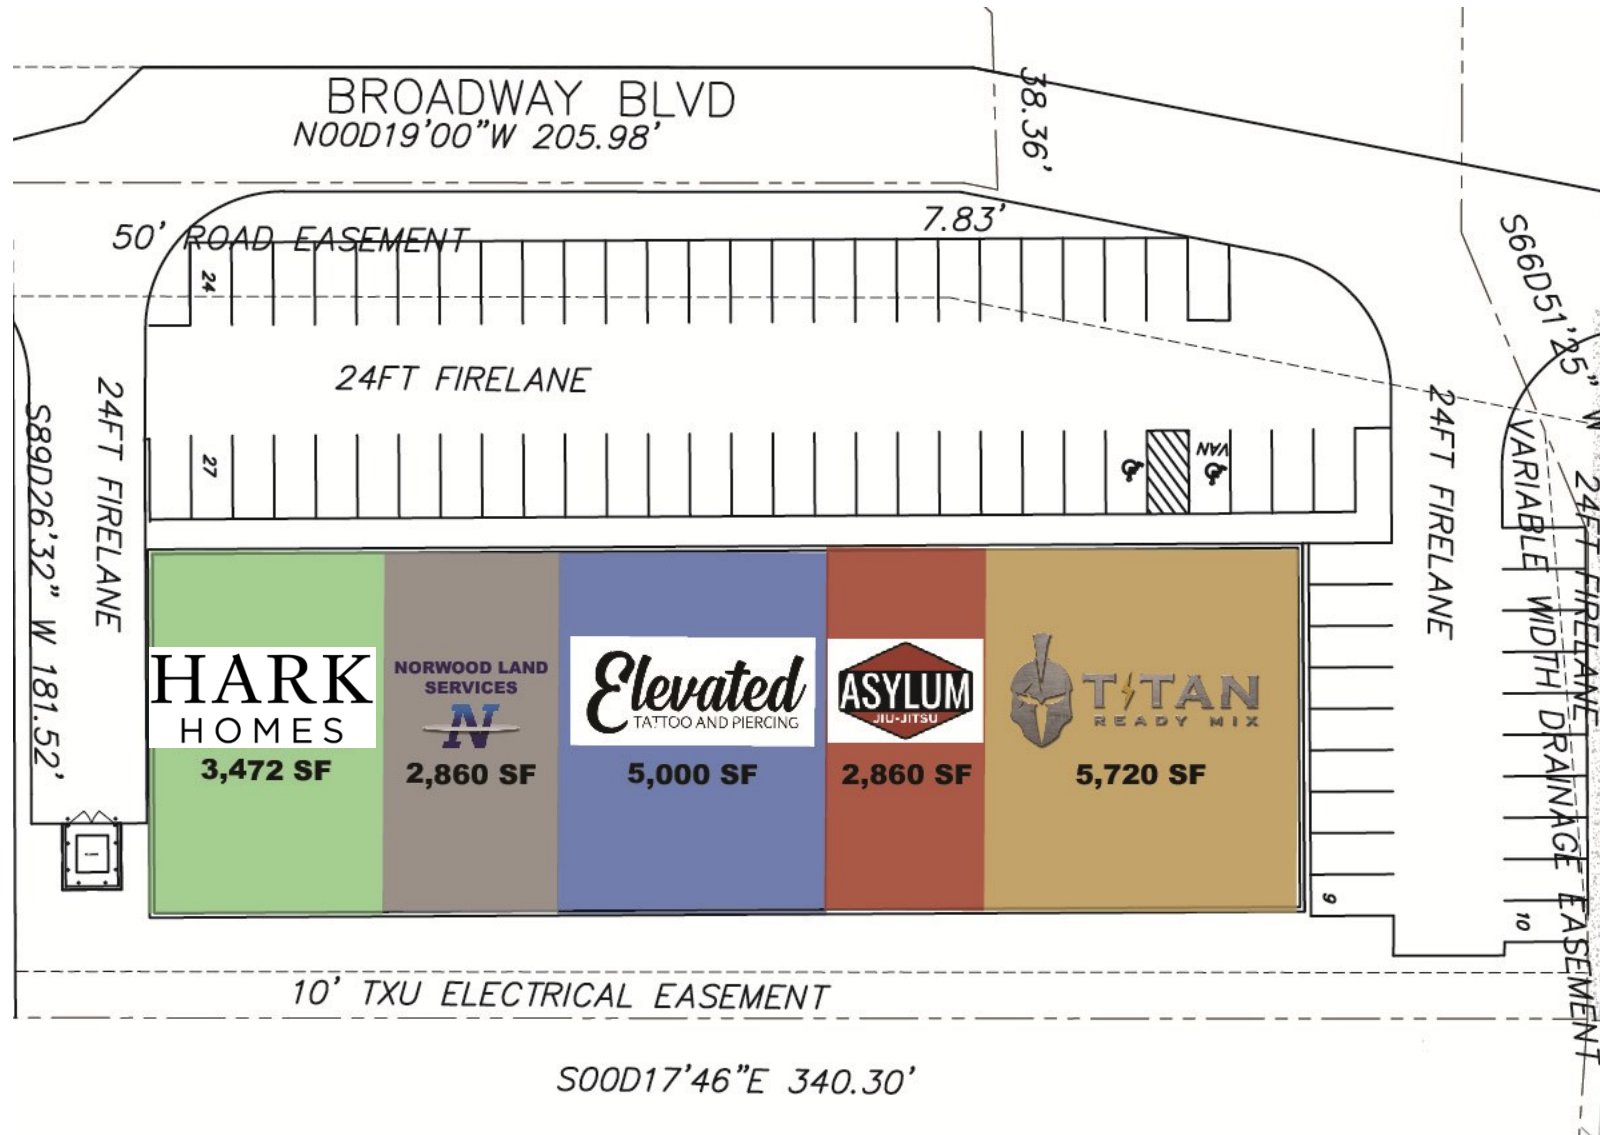 BROADWAY BLVD
N00D19'00"W 205.98'
38.36'
7.83'
50' ROAD EASEMENT
24
S66D51'25" W
24FT FIRELANE
24FT FIRELANE
24FT FIRELANE
24FT FIRELANE
S89D26'32" W 181.52'
27
VAN
VARIABLE WIDTH DRAINAGE EASEMENT
HARK
HOMES
3,472 SF
NORWOOD LAND
SERVICES
N
2,860 SF
Elevated
TATTOO AND PIERCING
5,000 SF
ASYLUM
JIU-JITSU
2,860 SF
TITAN
READY MIX
5,720 SF
9
10
10' TXU ELECTRICAL EASEMENT
S00D17'46"E 340.30'